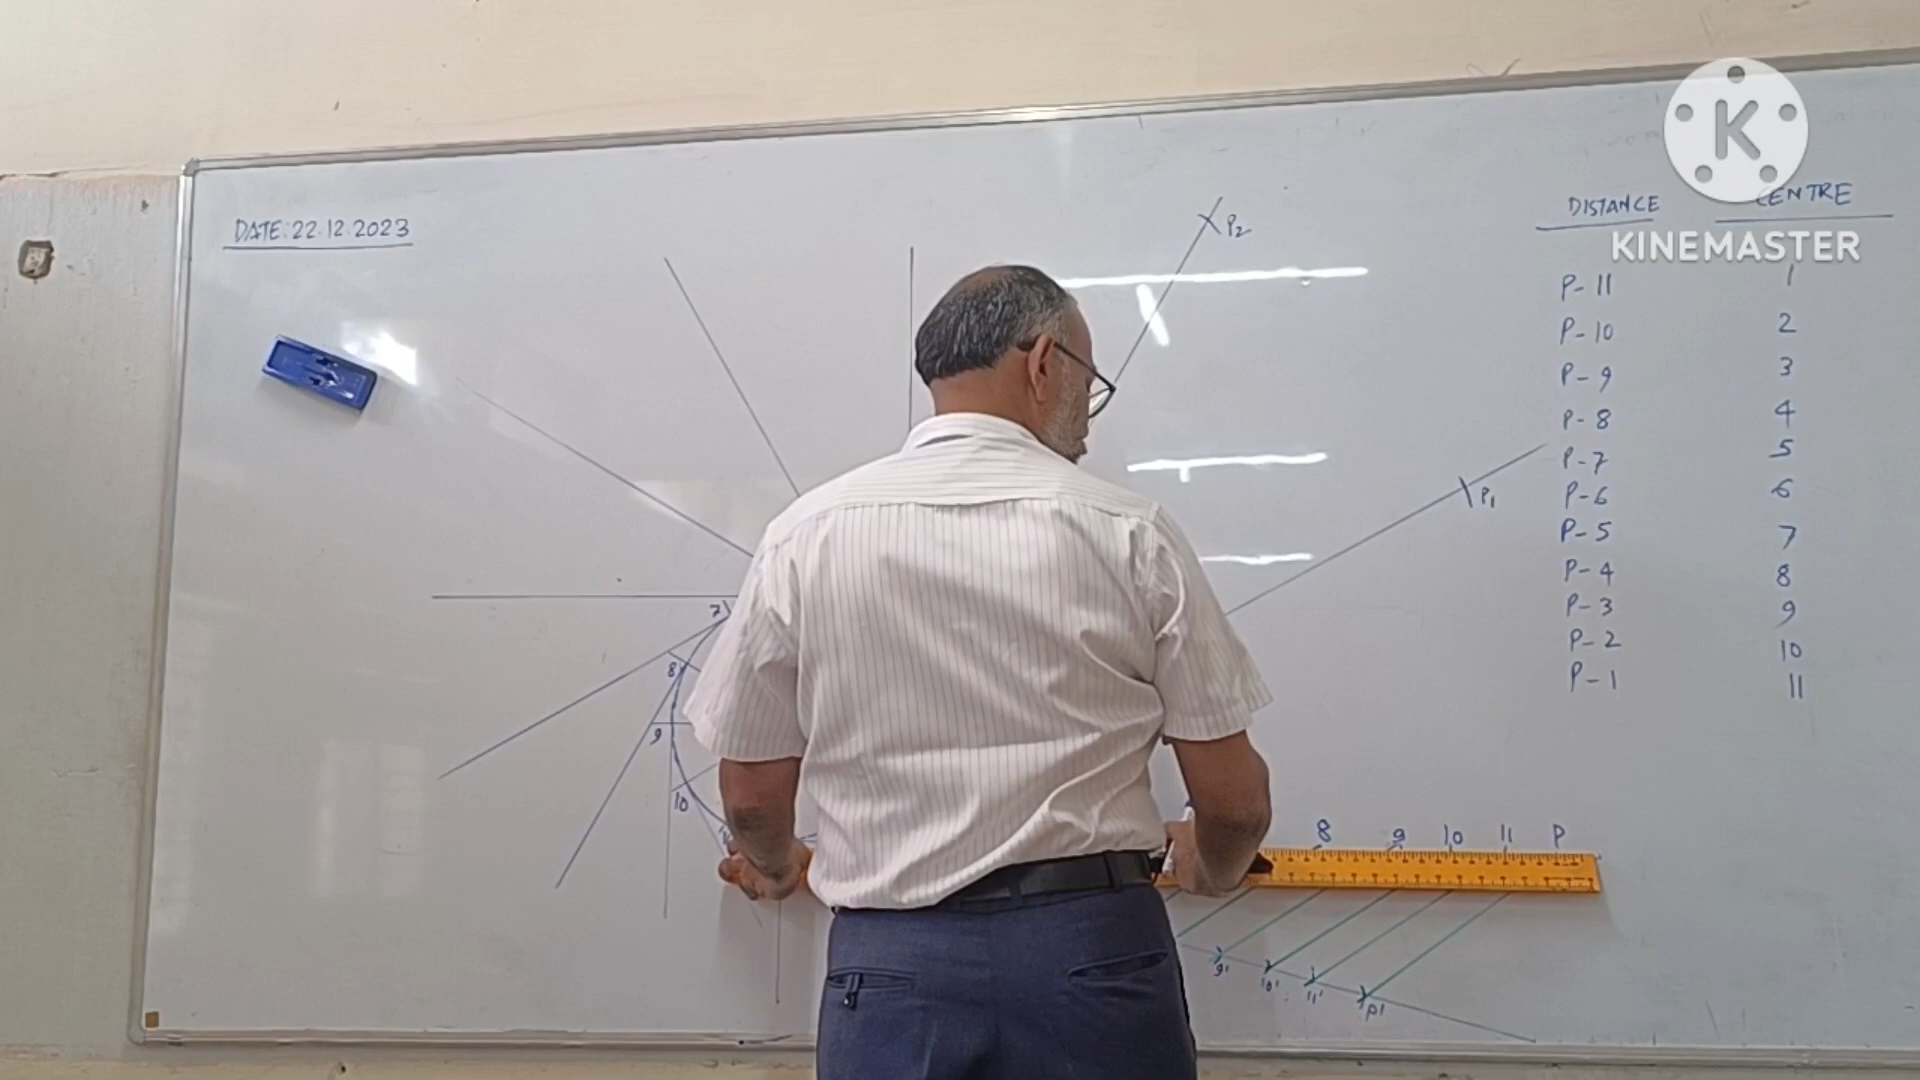 DATE: 22.12.2023
P2
K
DISTANCE CENTRE
KINEMASTER
P-11 1
P-10 2
P-9 3
P-8 4
P-7 5
P-6 6
P-5 7
P-4 8
P-3 9
P-2 10
P-1 11
P1
7
8
9
10
8 9 10 11 P
9' 10' 11' P'